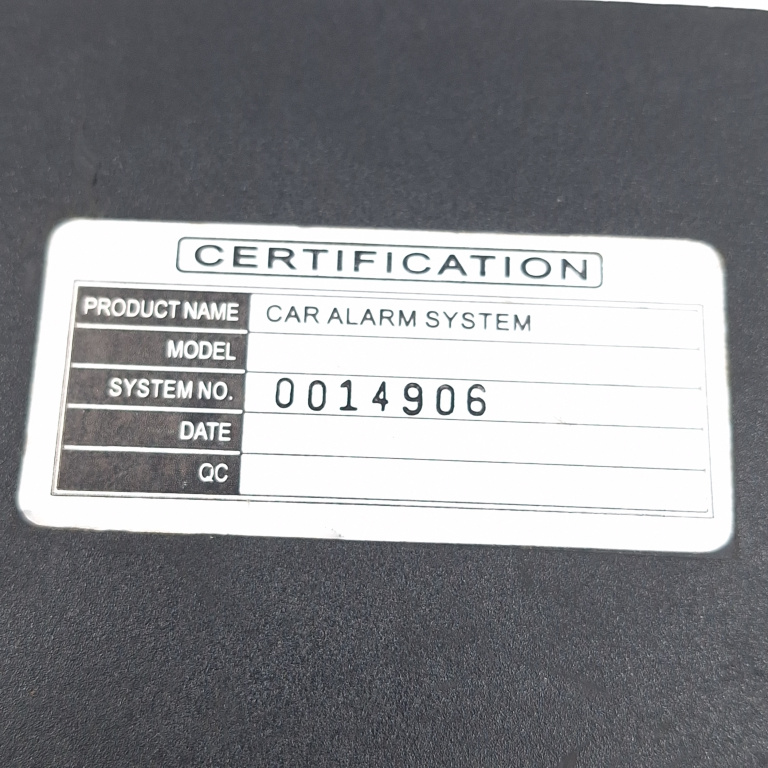 CERTIFICATION
PRODUCT NAME CAR ALARM SYSTEM
MODEL
SYSTEM NO. 0014906
DATE
QC